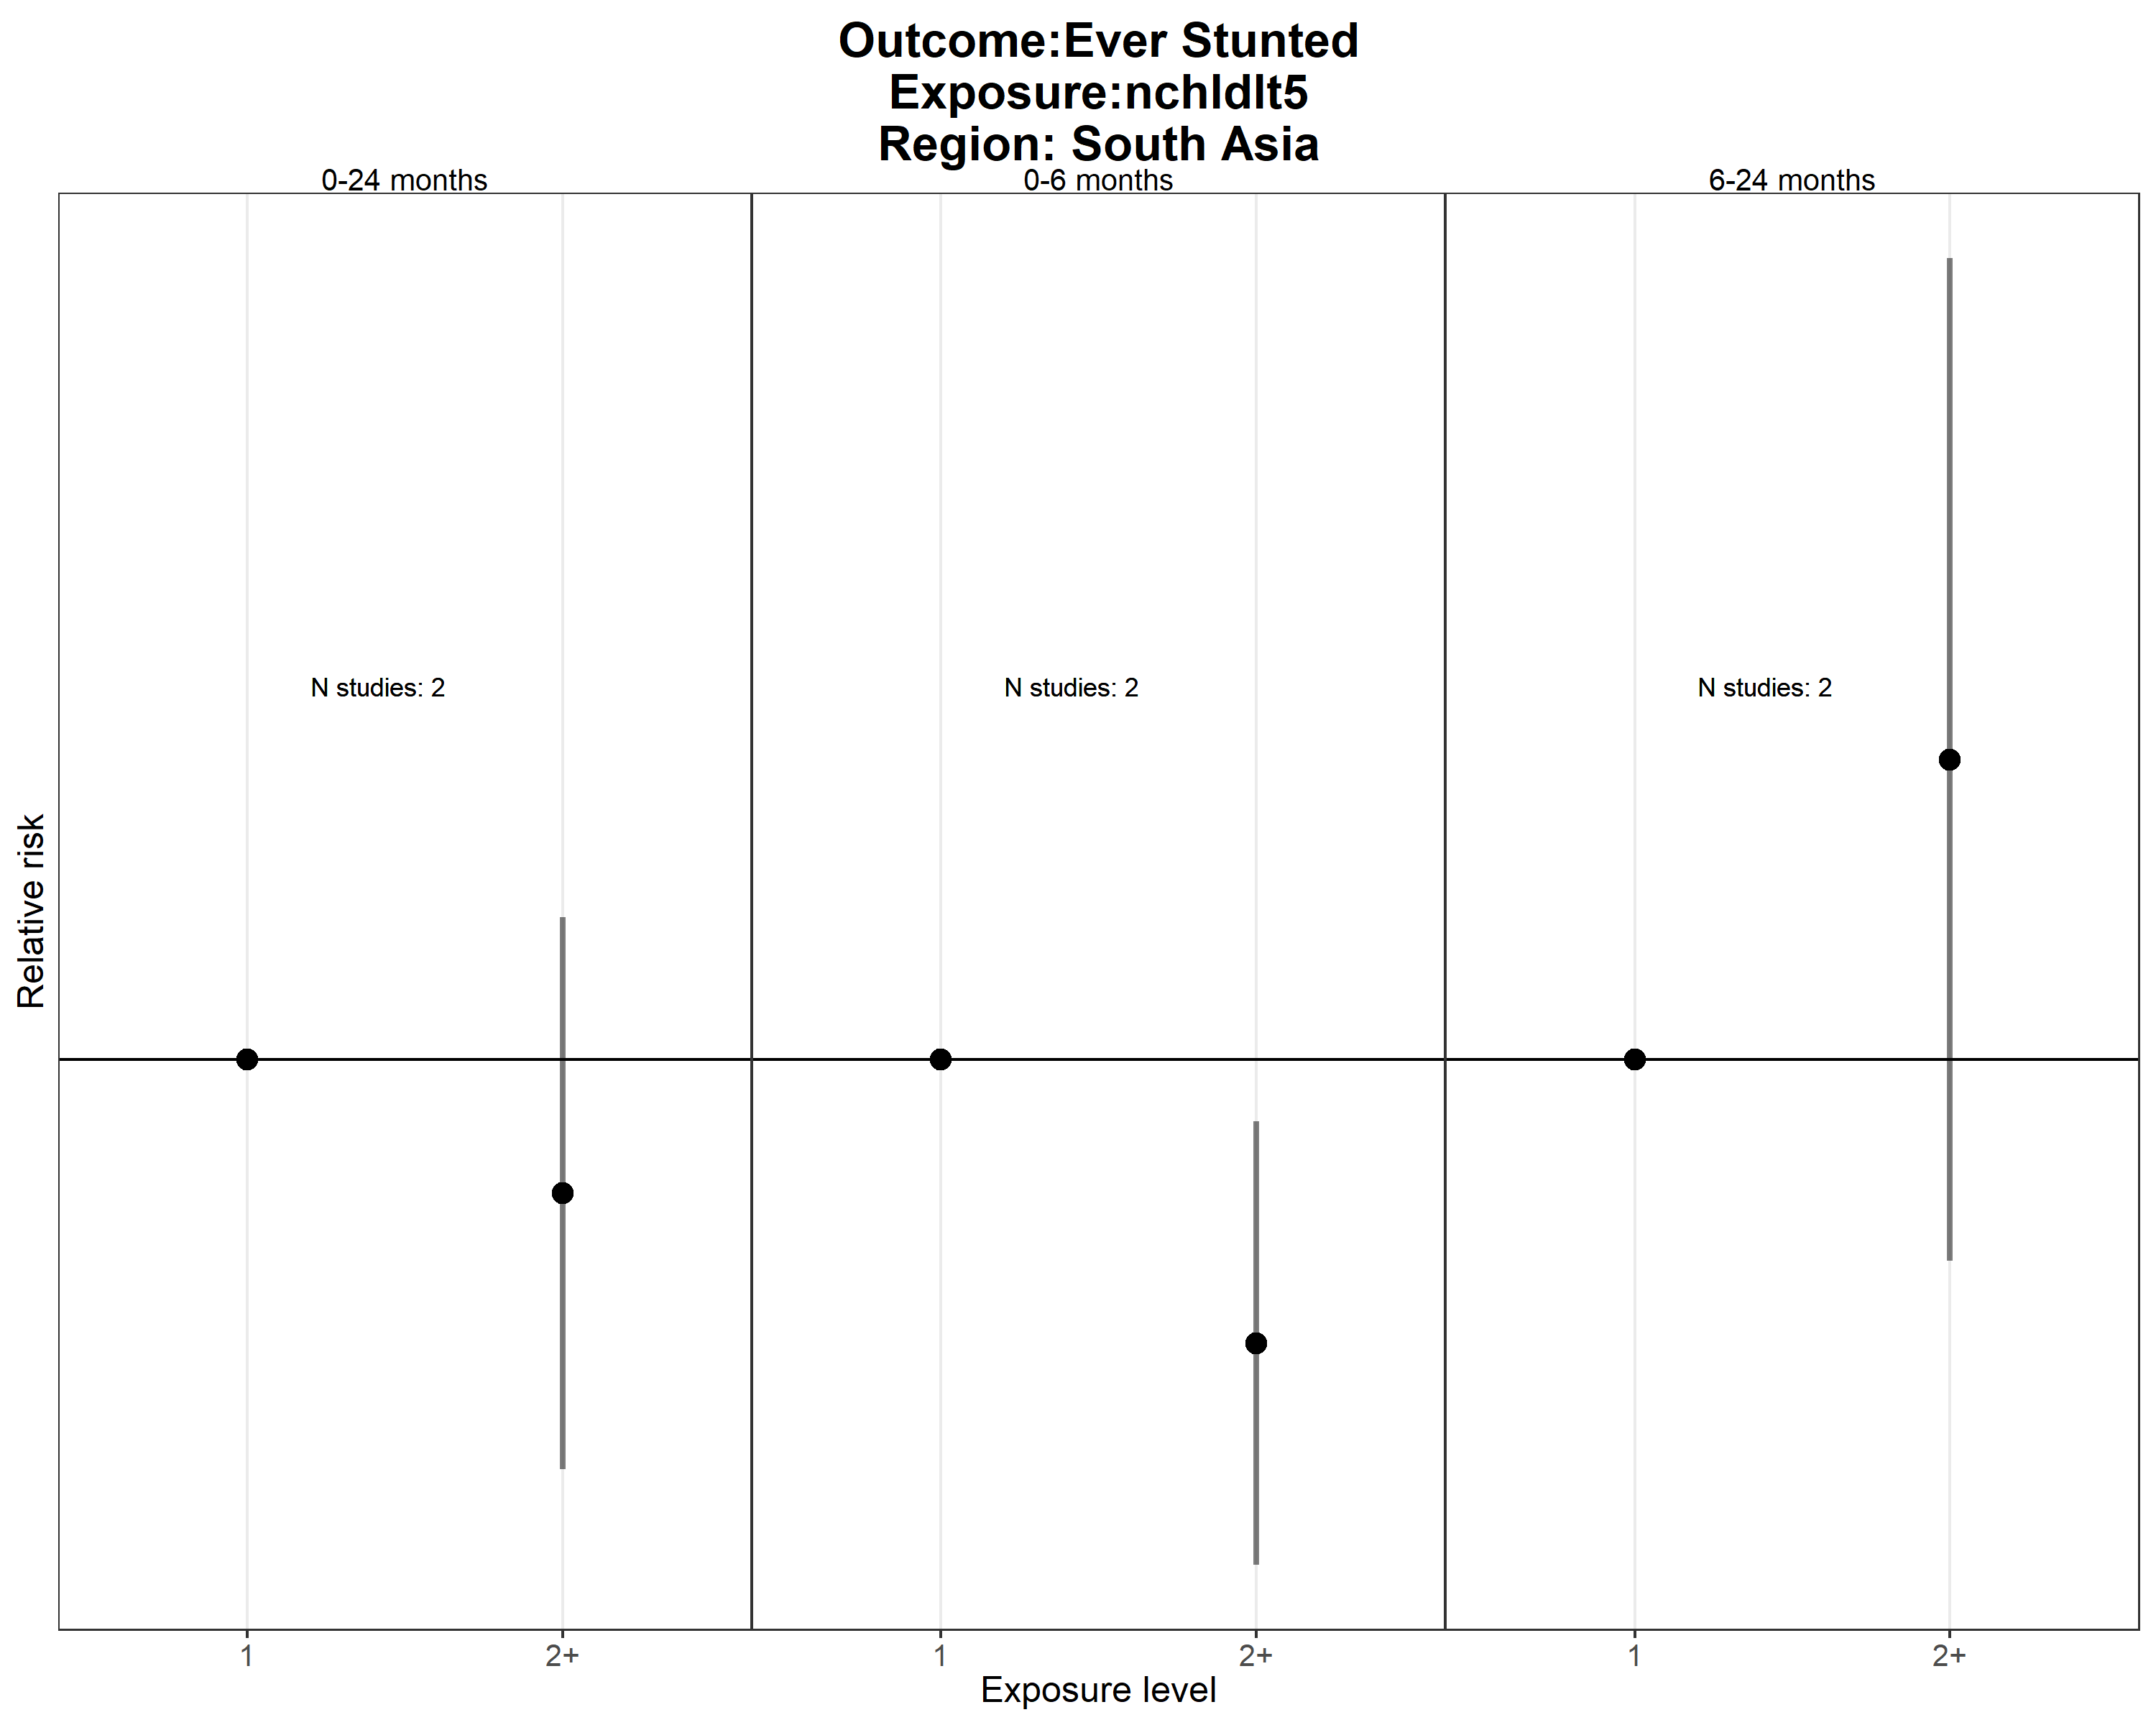 Outcome:Ever Stunted
Exposure:nchldlt5
Region: South Asia
0-24 months
0-6 months
6-24 months
N studies: 2
N studies: 2
N studies: 2
Relative risk
1
2+
1
2+
1
2+
Exposure level